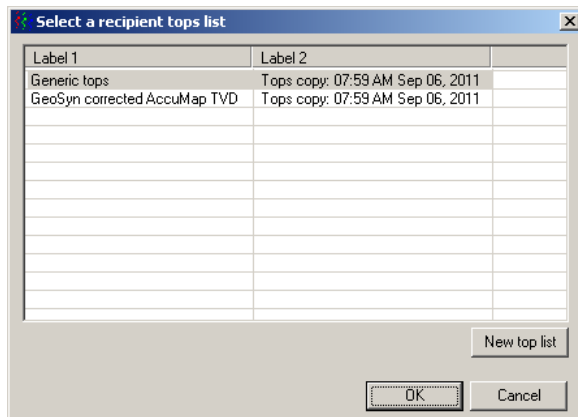 Select a recipient tops list
Label 1 Label 2
Generic tops Tops copy: 07:59 AM Sep 06, 2011
GeoSyn corrected AccuMap TVD Tops copy: 07:59 AM Sep 06, 2011
New top list
OK Cancel